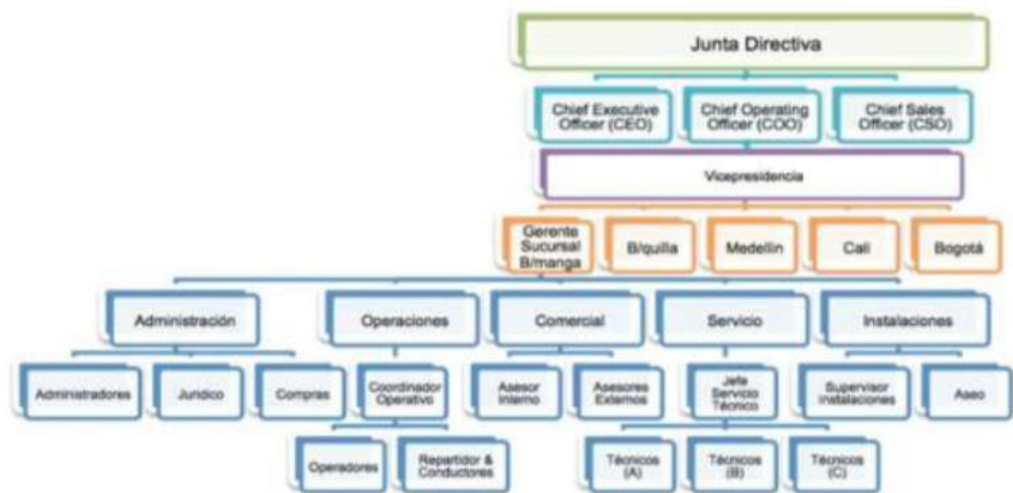 Junta Directiva
Chief Executive
Officer (CEO)
Chief Operating
Officer (COO)
Chief Sales
Officer (CSO)
Vicepresidencia
Gerente
Sucursal
B/manga
B/quilla
Medellín
Cali
Bogotá
Administración
Operaciones
Comercial
Servicio
Instalaciones
Administradores
Jurídico
Compras
Coordinador
Operativo
Asesor
Interno
Asesores
Externos
Jefe
Servicio
Técnico
Supervisor
Instalaciones
Aseo
Operadores
Repartidor &
Conductores
Técnicos
(A)
Técnicos
(B)
Técnicos
(C)